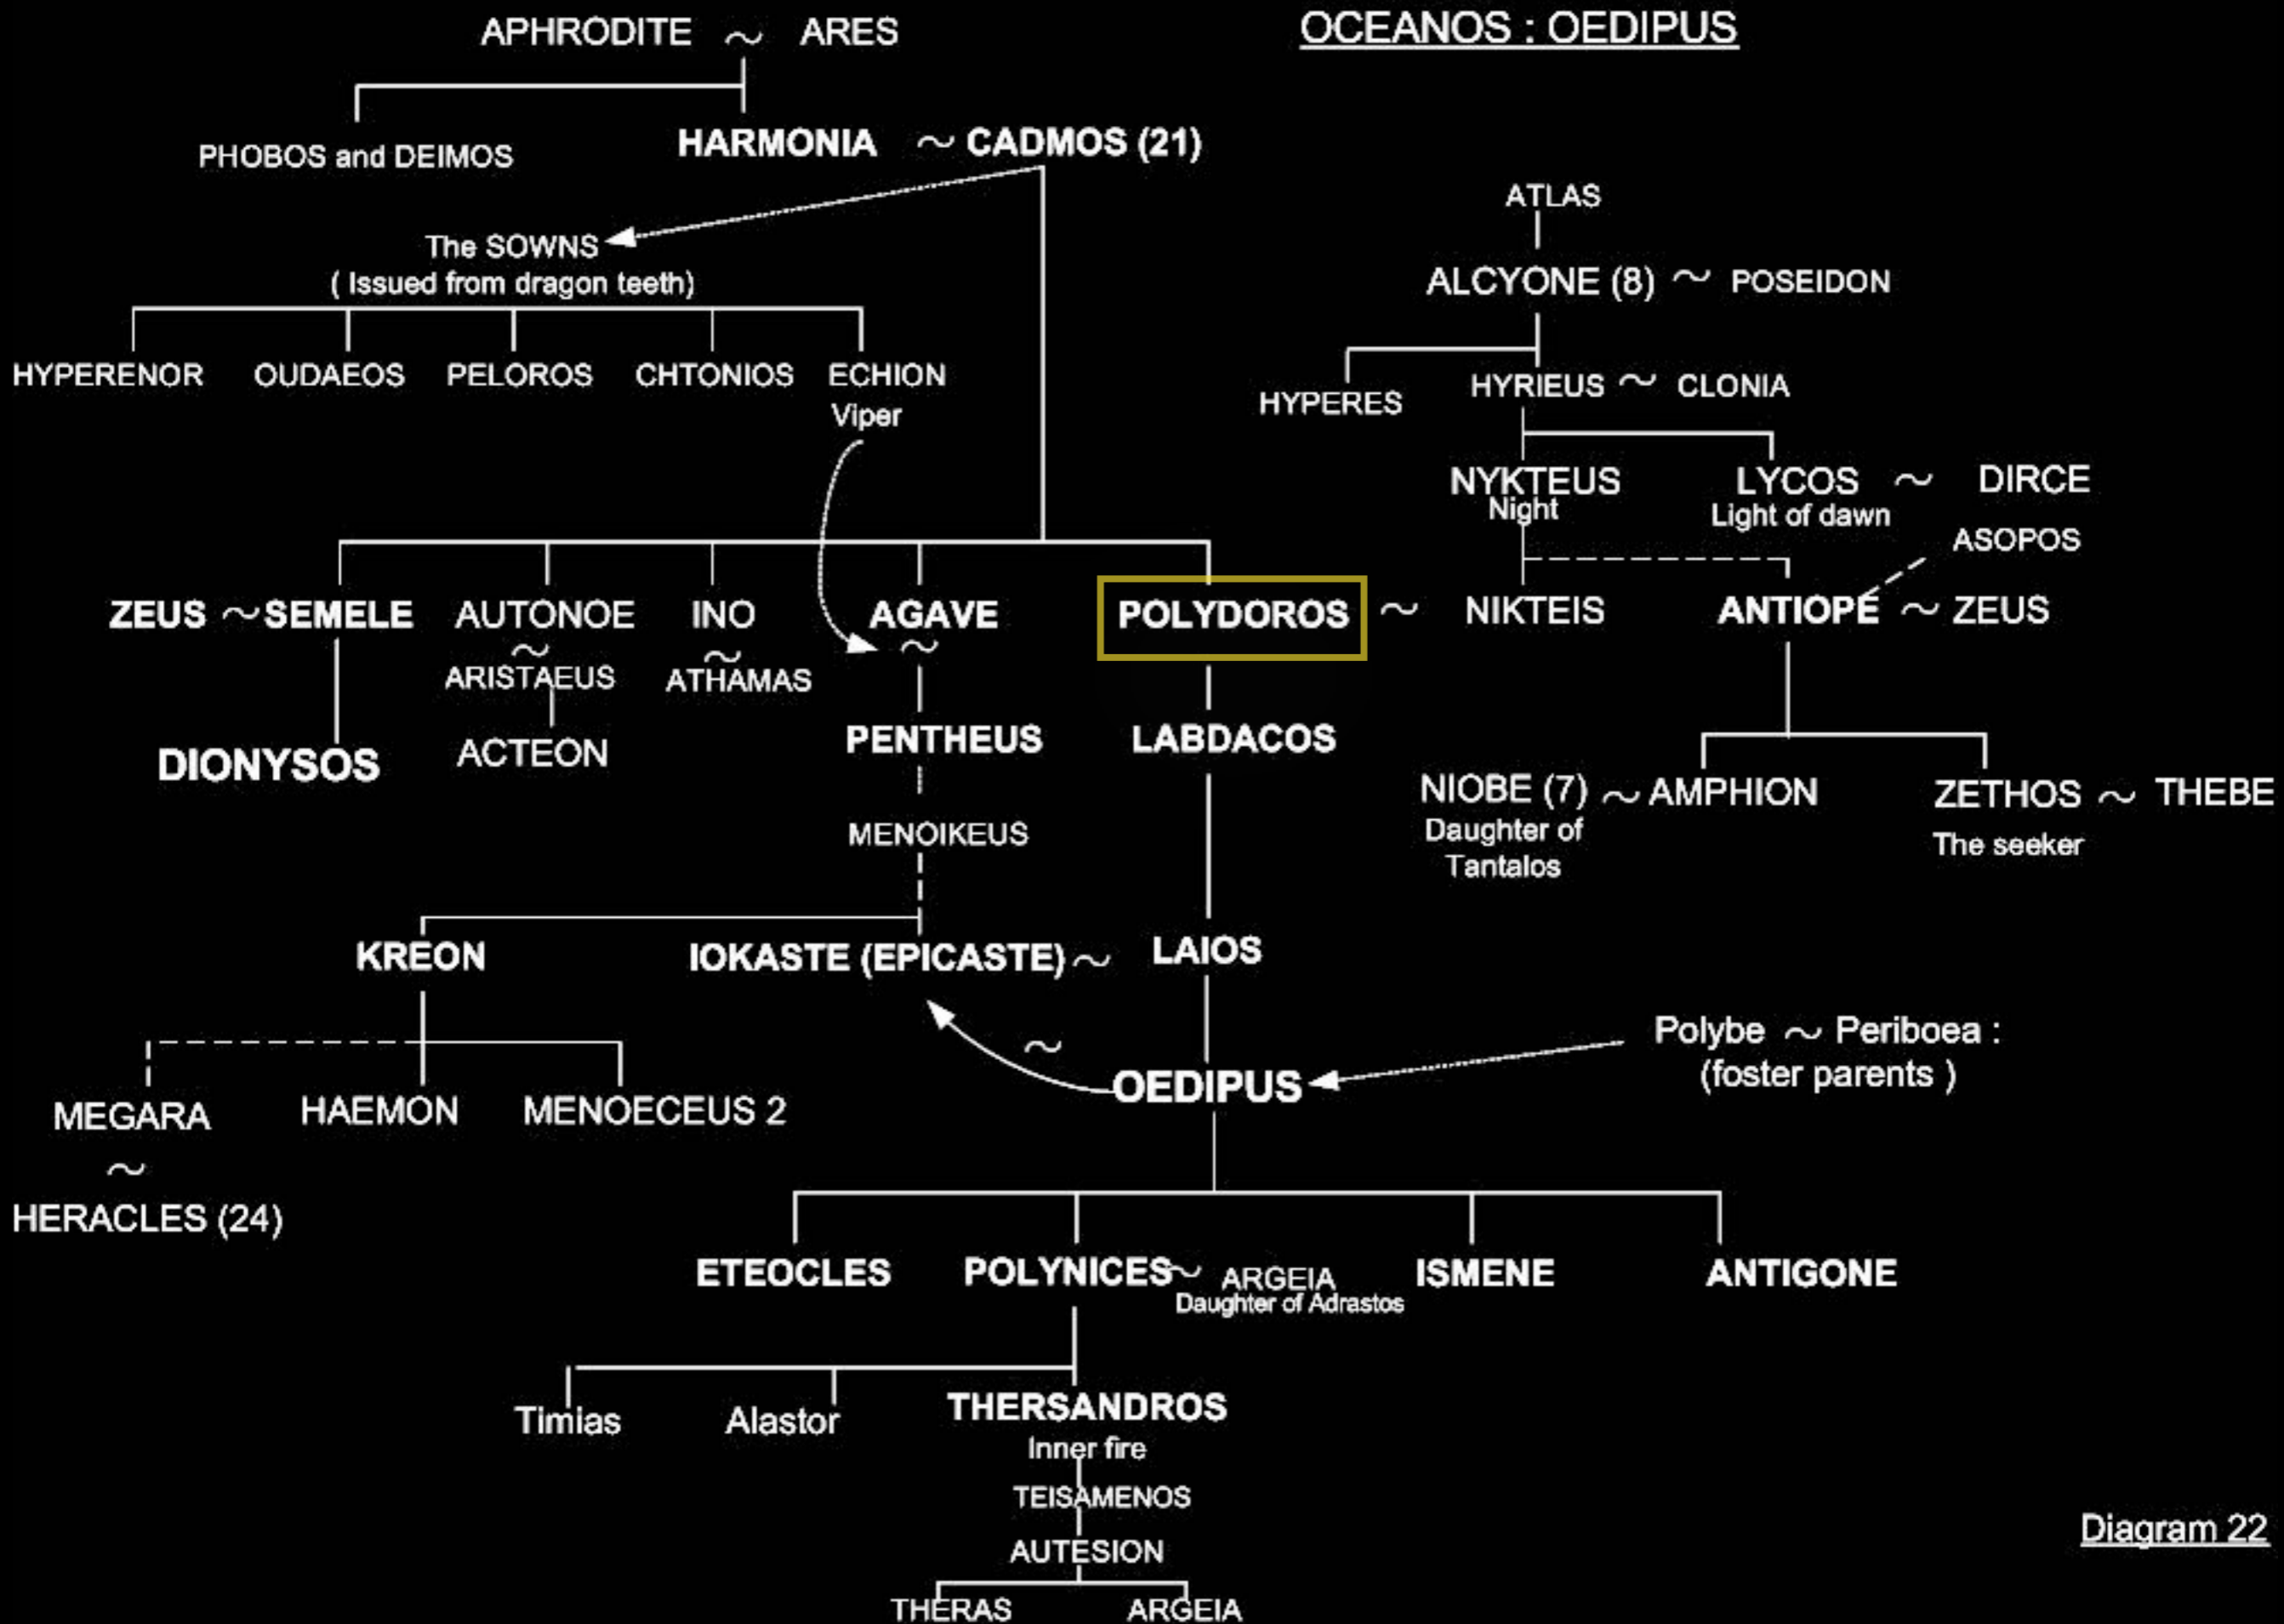 OCEANOS : OEDIPUS
APHRODITE ~ ARES
PHOBOS and DEIMOS
HARMONIA ~ CADMOS (21)
ATLAS
The SOWNS
( Issued from dragon teeth)
ALCYONE (8) ~ POSEIDON
HYPERENOR OUDAEOS PELOROS CHTONIOS ECHION
Viper
HYPERES
HYRIEUS ~ CLONIA
NYKTEUS
Night
LYCOS ~ DIRCE
Light of dawn
ASOPOS
ZEUS ~ SEMELE
AUTONOE
~
ARISTAEUS
INO
~
ATHAMAS
AGAVE
~
POLYDOROS ~ NIKTEIS
ANTIOPE ~ ZEUS
DIONYSOS
ACTEON
PENTHEUS
LABDACOS
NIOBE (7) ~ AMPHION
Daughter of
Tantalos
ZETHOS ~ THEBE
The seeker
MENOIKEUS
KREON
IOKASTE (EPICASTE) ~ LAIOS
~
OEDIPUS
Polybe ~ Periboea :
(foster parents )
MEGARA
~
HERACLES (24)
HAEMON
MENOECEUS 2
ETEOCLES
POLYNICES ~ ARGEIA
Daughter of Adrastos
ISMENE
ANTIGONE
Timias
Alastor
THERSANDROS
Inner fire
TEISAMENOS
AUTESION
THERAS ARGEIA
Diagram 22